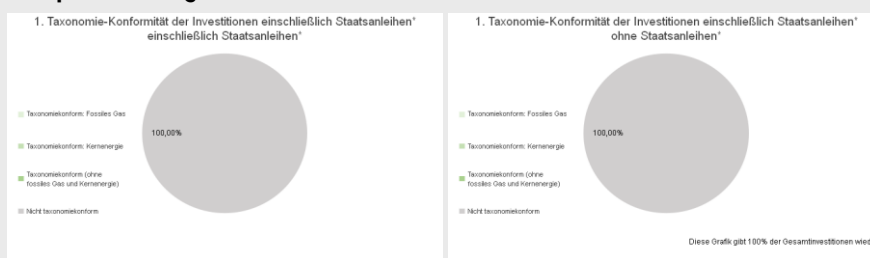 1. Taxonomie-Konformität der Investitionen einschließlich Staatsanleihen*
einschließlich Staatsanleihen*
Taxonomiekonform: Fossiles Gas
Taxonomiekonform: Kernenergie
Taxonomiekonform (ohne
fossiles Gas und Kernenergie)
Nicht taxonomiekonform
100,00%
1. Taxonomie-Konformität der Investitionen einschließlich Staatsanleihen*
ohne Staatsanleihen*
Taxonomiekonform: Fossiles Gas
Taxonomiekonform: Kernenergie
Taxonomiekonform (ohne
fossiles Gas und Kernenergie)
Nicht taxonomiekonform
100,00%
Diese Grafik gibt 100% der Gesamtinvestitionen wied